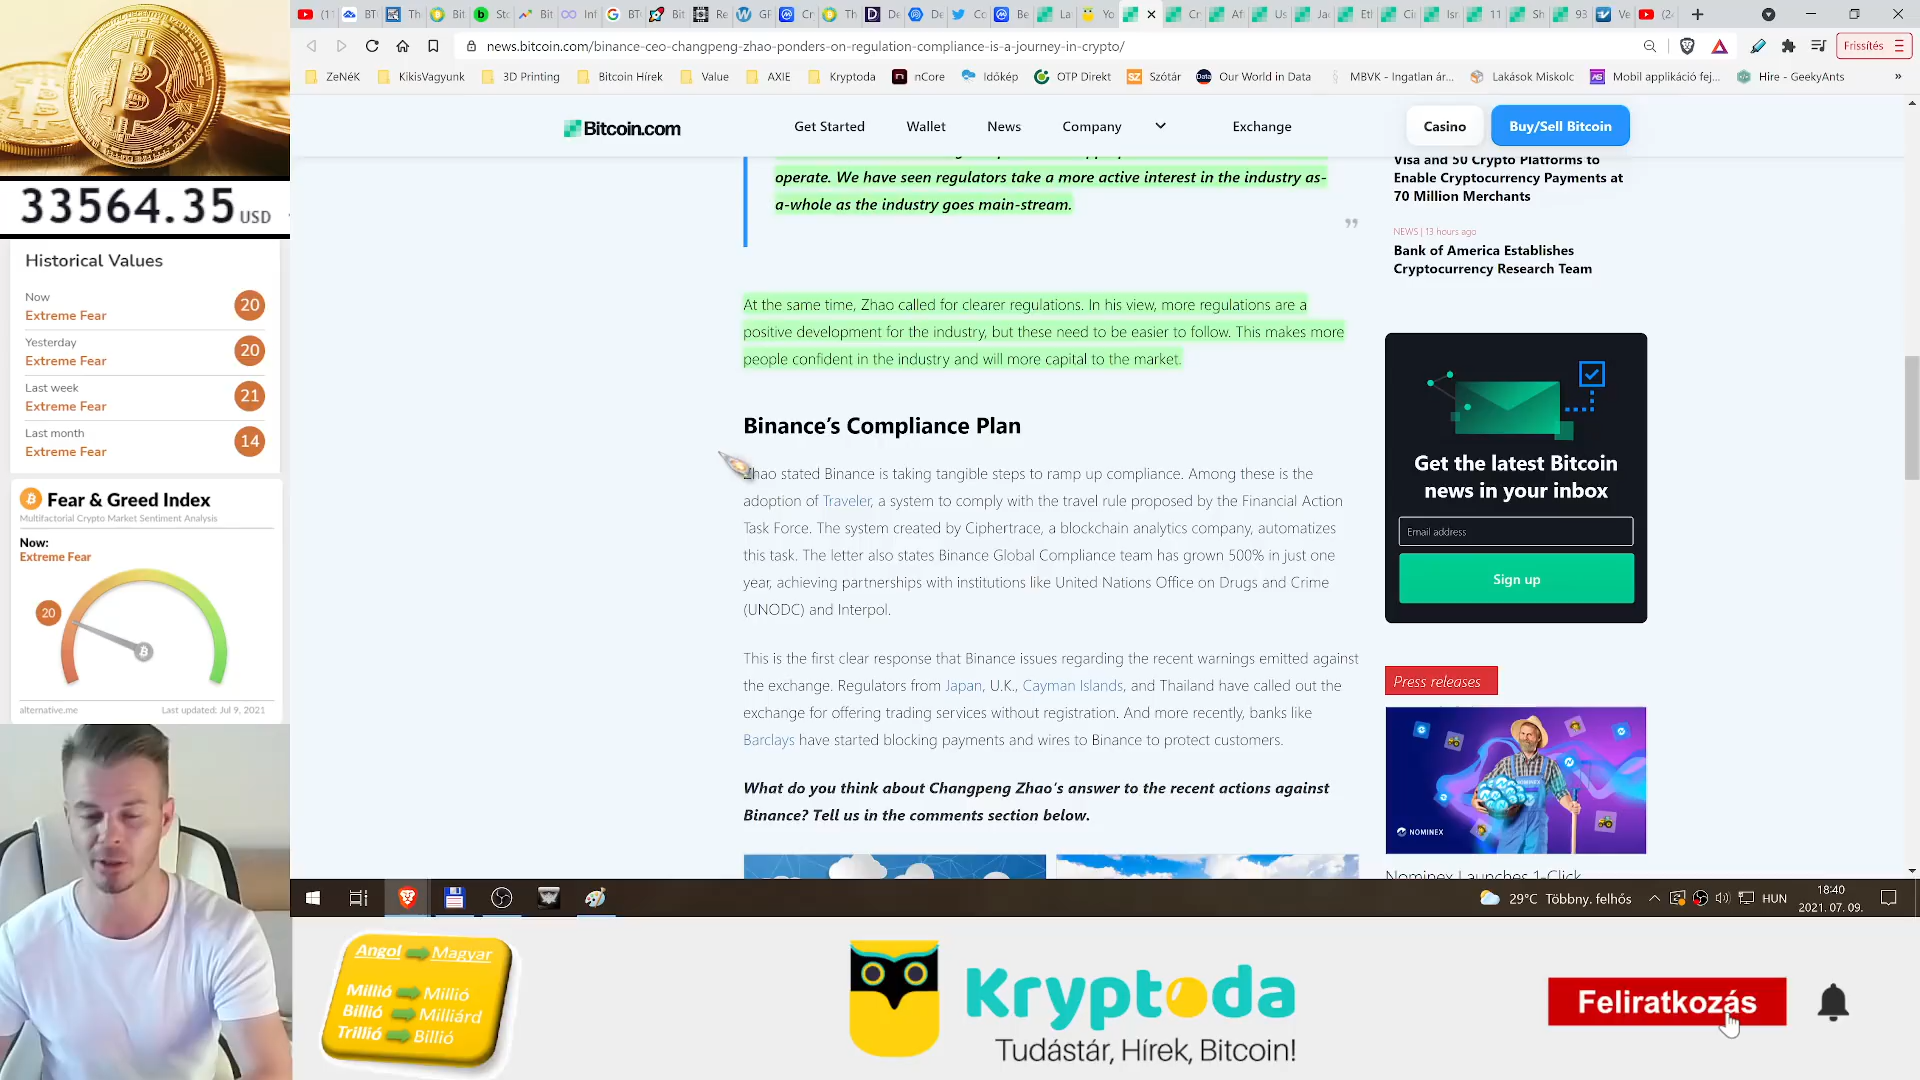 news.bitcoin.com/binance-ceo-changpeng-zhao-ponders-on-regulation-compliance-is-a-journey-in-crypto/
Frissítés
ZeNéK
KikisVagyunk
3D Printing
Bitcoin Hírek
Value
AXIE
Kryptoda
nCore
Időkép
OTP Direkt
Szótár
Our World in Data
MBVK - Ingatlan ár...
Lakások Miskolc
Mobil applikáció fej...
Hire - GeekyAnts
»
Bitcoin.com
Get Started
Wallet
News
Company
Exchange
Casino
Buy/Sell Bitcoin
operate. We have seen regulators take a more active interest in the industry as-
a-whole as the industry goes main-stream.
”
At the same time, Zhao called for clearer regulations. In his view, more regulations are a
positive development for the industry, but these need to be easier to follow. This makes more
people confident in the industry and will more capital to the market.
Binance’s Compliance Plan
Zhao stated Binance is taking tangible steps to ramp up compliance. Among these is the
adoption of Traveler, a system to comply with the travel rule proposed by the Financial Action
Task Force. The system created by Ciphertrace, a blockchain analytics company, automatizes
this task. The letter also states Binance Global Compliance team has grown 500% in just one
year, achieving partnerships with institutions like United Nations Office on Drugs and Crime
(UNODC) and Interpol.
This is the first clear response that Binance issues regarding the recent warnings emitted against
the exchange. Regulators from Japan, U.K., Cayman Islands, and Thailand have called out the
exchange for offering trading services without registration. And more recently, banks like
Barclays have started blocking payments and wires to Binance to protect customers.
What do you think about Changpeng Zhao's answer to the recent actions against
Binance? Tell us in the comments section below.
Visa and 50 Crypto Platforms to
Enable Cryptocurrency Payments at
70 Million Merchants
NEWS | 13 hours ago
Bank of America Establishes
Cryptocurrency Research Team
Get the latest Bitcoin
news in your inbox
Email address
Sign up
Press releases
NOMINEX
Nominex Launches 1-Click
33564.35 USD
Historical Values
Now
Extreme Fear
20
Yesterday
Extreme Fear
20
Last week
Extreme Fear
21
Last month
Extreme Fear
14
Fear & Greed Index
Multifactorial Crypto Market Sentiment Analysis
Now:
Extreme Fear
20
alternative.me
Last updated: Jul 9, 2021
29°C Többny. felhős
HUN
18:40
2021. 07. 09.
Angol Magyar
Millió Millió
Billió Milliárd
Trillió Billió
Kryptoda
Tudástár, Hírek, Bitcoin!
Feliratkozás